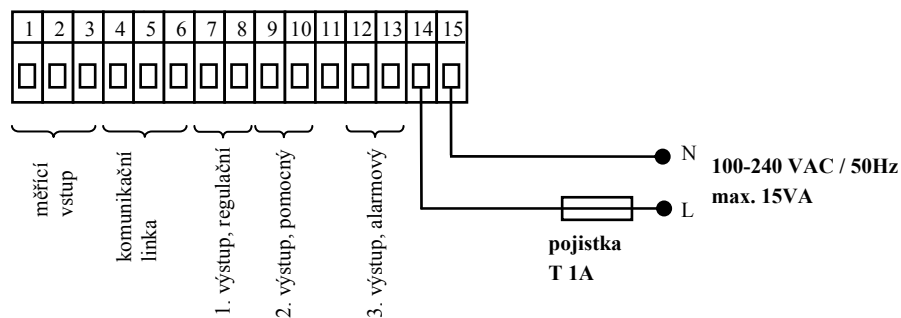 1 2 3 4 5 6 7 8 9 10 11 12 13 14 15
měřící
vstup
komunikační
linka
1. výstup, regulační
2. výstup, pomocný
3. výstup, alarmový
N
L
100-240 VAC / 50Hz
max. 15VA
pojistka
T 1A